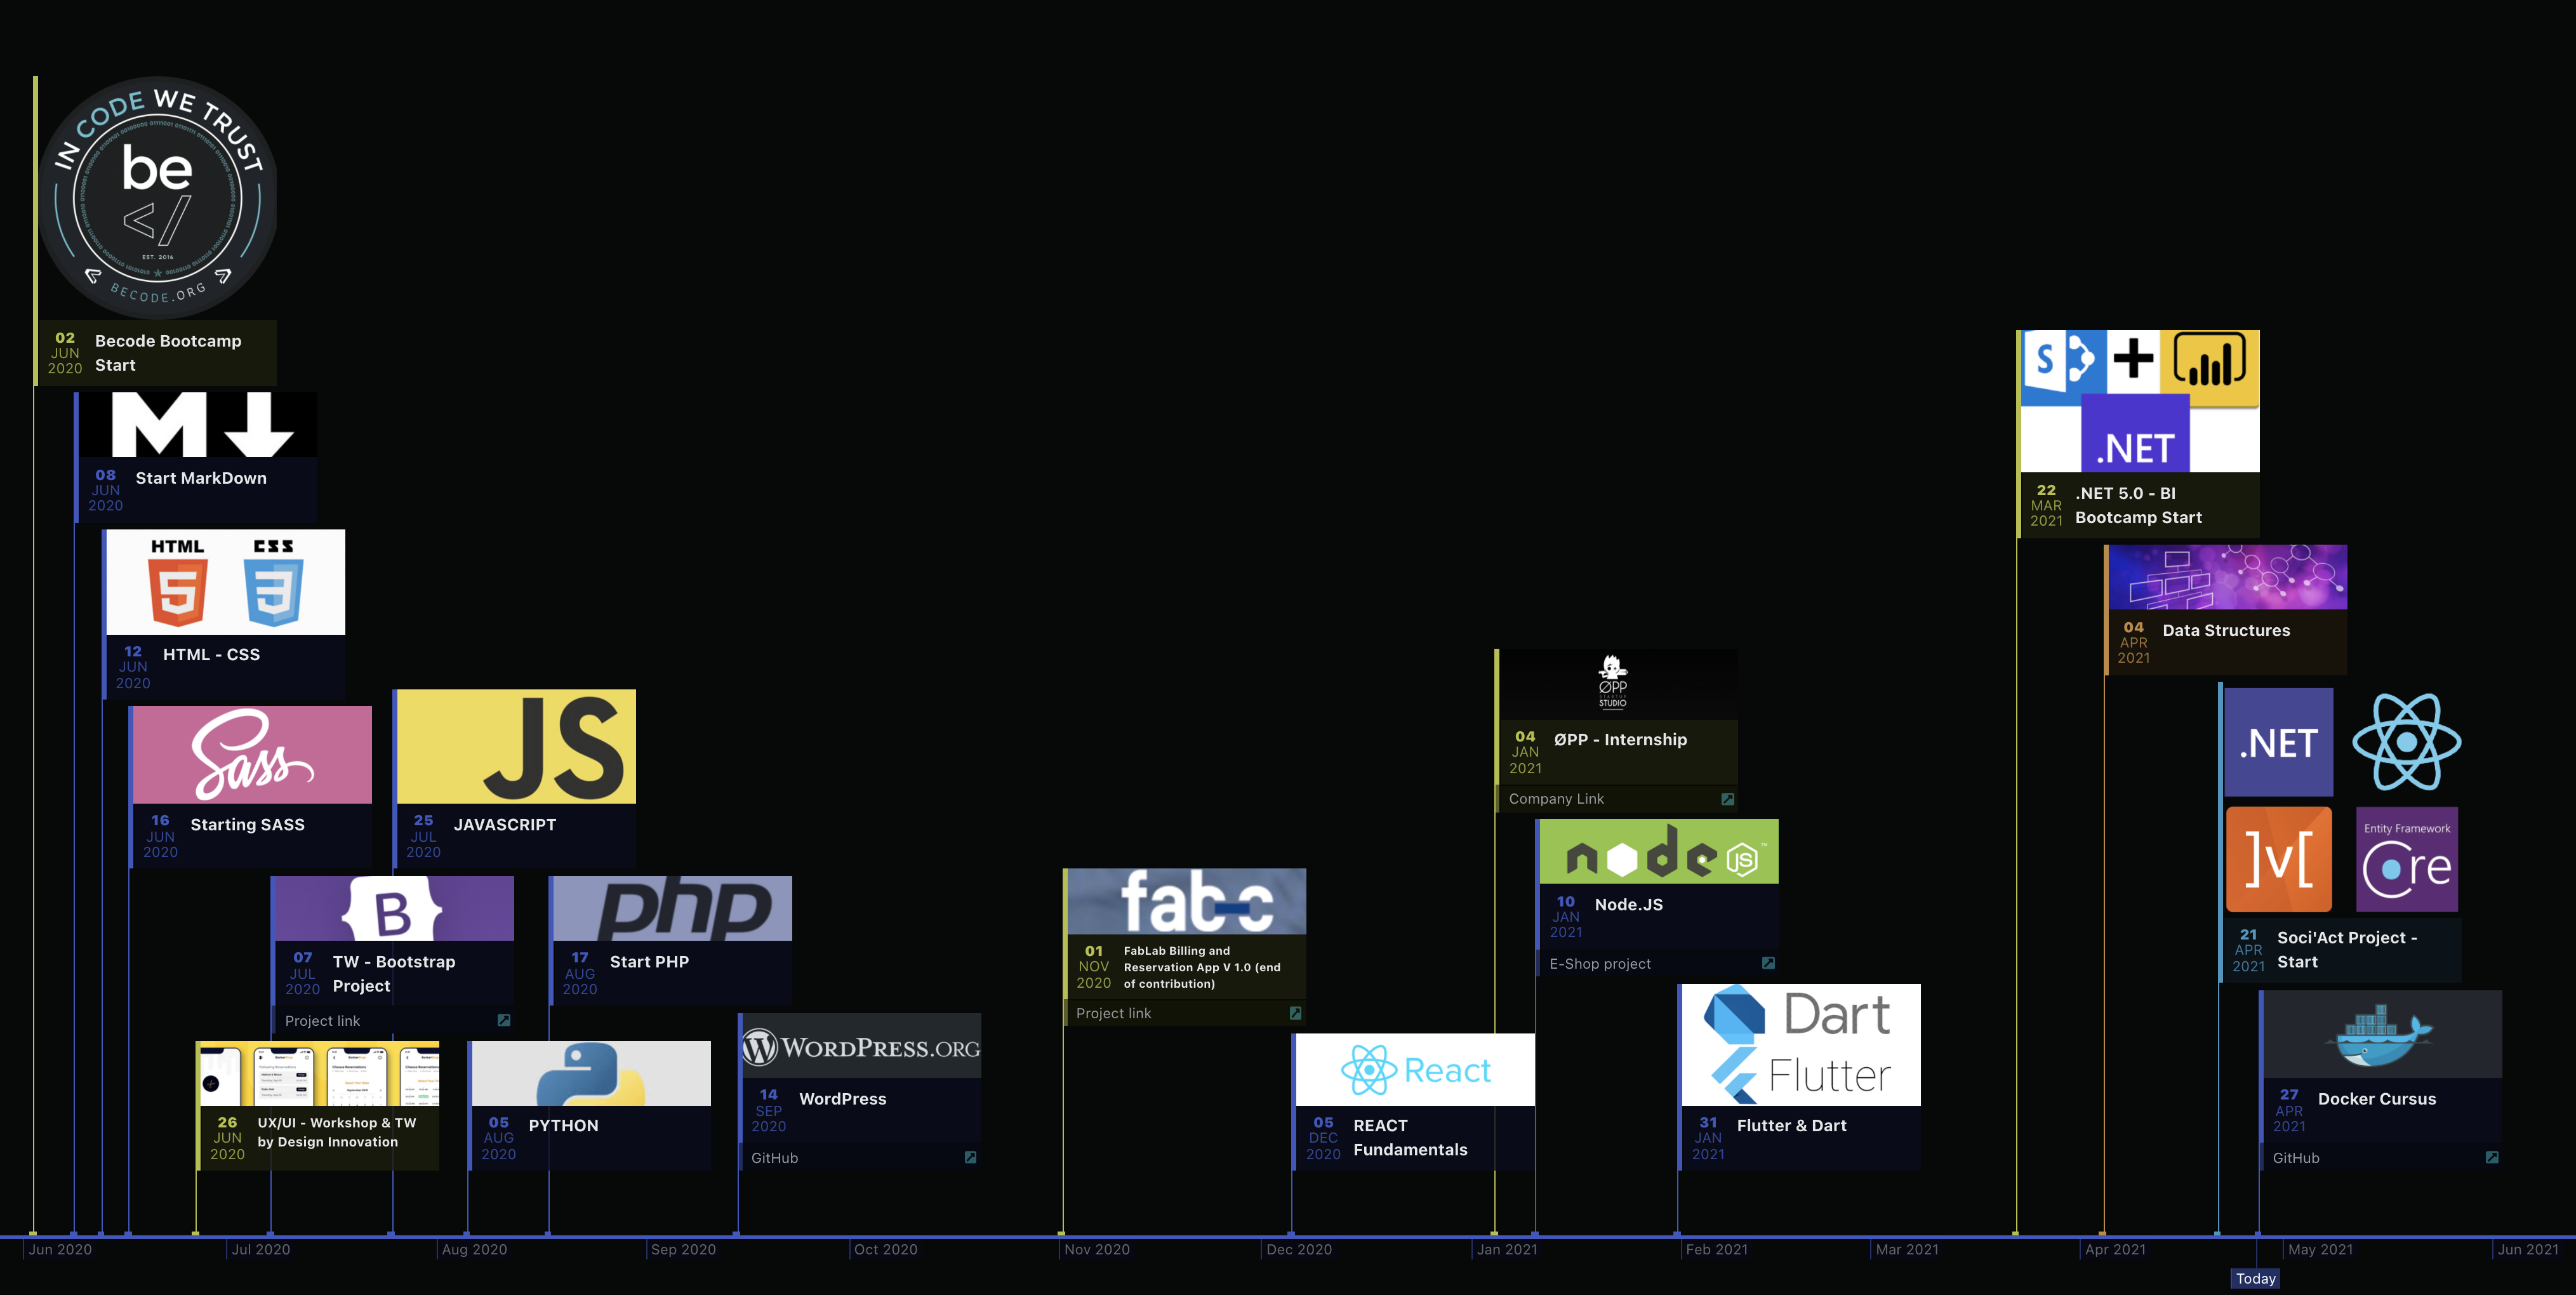 IN CODE WE TRUST
be
</
EST. 2016
BECODE.ORG
02
JUN
2020
Becode Bootcamp
Start
M
08
JUN
2020
Start MarkDown
HTML
CSS
5
3
12
JUN
2020
HTML - CSS
Sass
16
JUN
2020
Starting SASS
JS
25
JUL
2020
JAVASCRIPT
B
07
JUL
2020
TW - Bootstrap
Project
Project link
php
17
AUG
2020
Start PHP
26
JUN
2020
UX/UI - Workshop & TW
by Design Innovation
05
AUG
2020
PYTHON
WORDPRESS.ORG
14
SEP
2020
WordPress
GitHub
fab-c
01
NOV
2020
FabLab Billing and
Reservation App V 1.0 (end
of contribution)
Project link
React
05
DEC
2020
REACT
Fundamentals
ØPP
STARTUP
STUDIO
04
JAN
2021
ØPP - Internship
Company Link
node
JS
™
10
JAN
2021
Node.JS
E-Shop project
Dart
Flutter
31
JAN
2021
Flutter & Dart
S
+
.NET
22
MAR
2021
.NET 5.0 - BI
Bootcamp Start
04
APR
2021
Data Structures
.NET
]v[
Entity Framework
Core
21
APR
2021
Soci'Act Project -
Start
27
APR
2021
Docker Cursus
GitHub
Jun 2020
Jul 2020
Aug 2020
Sep 2020
Oct 2020
Nov 2020
Dec 2020
Jan 2021
Feb 2021
Mar 2021
Apr 2021
May 2021
Jun 2021
Today